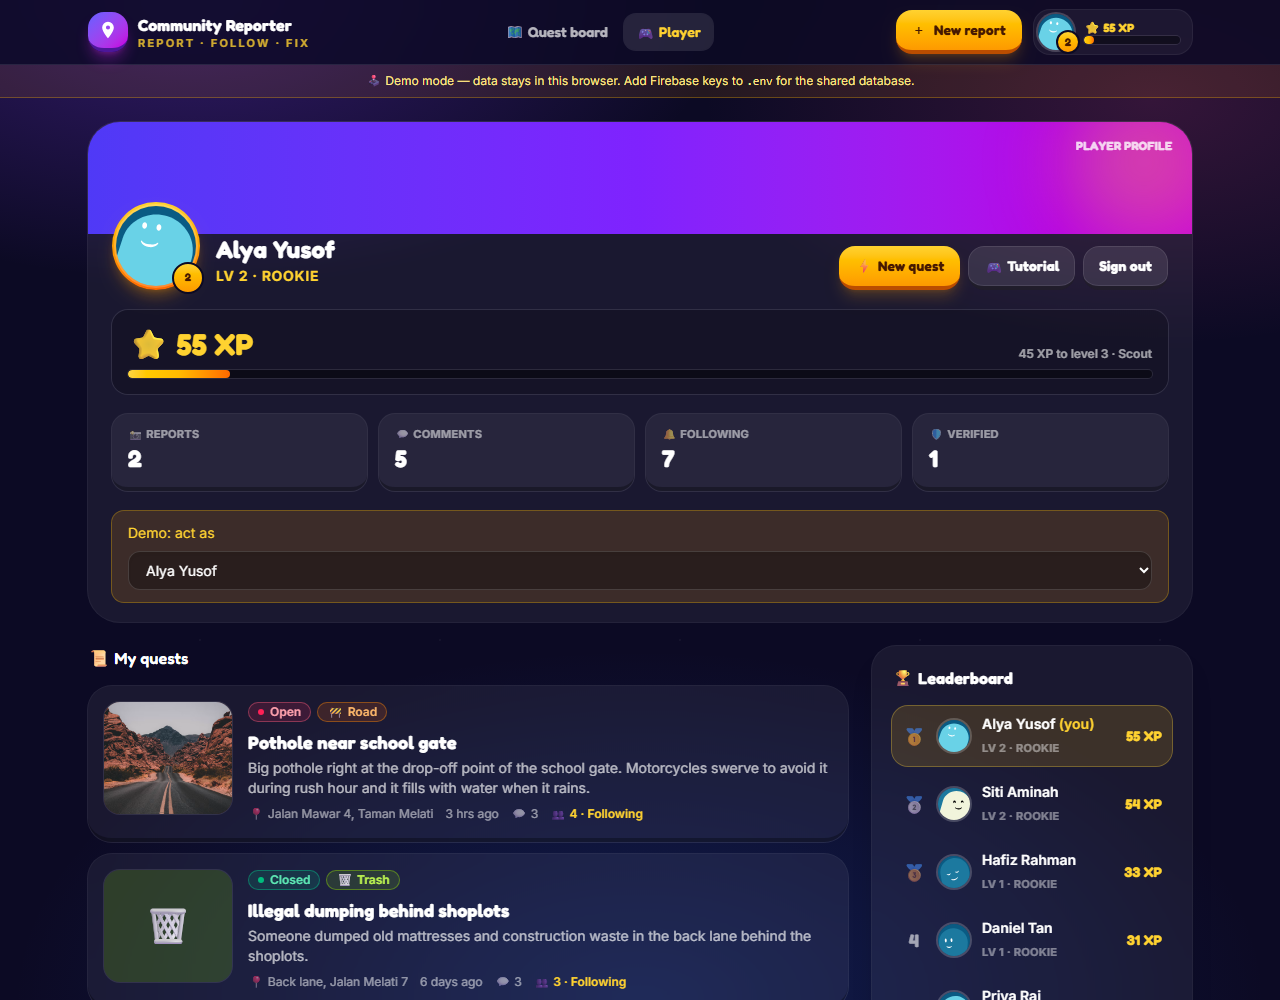 Community Reporter
REPORT · FOLLOW · FIX
Quest board
Player
+ New report
55 XP
2
Demo mode — data stays in this browser. Add Firebase keys to .env for the shared database.
PLAYER PROFILE
2
Alya Yusof
LV 2 · ROOKIE
New quest
Tutorial
Sign out
55 XP
45 XP to level 3 · Scout
REPORTS
2
COMMENTS
5
FOLLOWING
7
VERIFIED
1
Demo: act as
Alya Yusof
My quests
Open
Road
Pothole near school gate
Big pothole right at the drop-off point of the school gate. Motorcycles swerve to avoid it
during rush hour and it fills with water when it rains.
Jalan Mawar 4, Taman Melati 3 hrs ago 3 4 · Following
Closed
Trash
Illegal dumping behind shoplots
Someone dumped old mattresses and construction waste in the back lane behind the
shoplots.
Back lane, Jalan Melati 7 6 days ago 3 3 · Following
Leaderboard
1
Alya Yusof (you)
LV 2 · ROOKIE
55 XP
2
Siti Aminah
LV 2 · ROOKIE
54 XP
3
Hafiz Rahman
LV 1 · ROOKIE
33 XP
4
Daniel Tan
LV 1 · ROOKIE
31 XP
Priya Raj